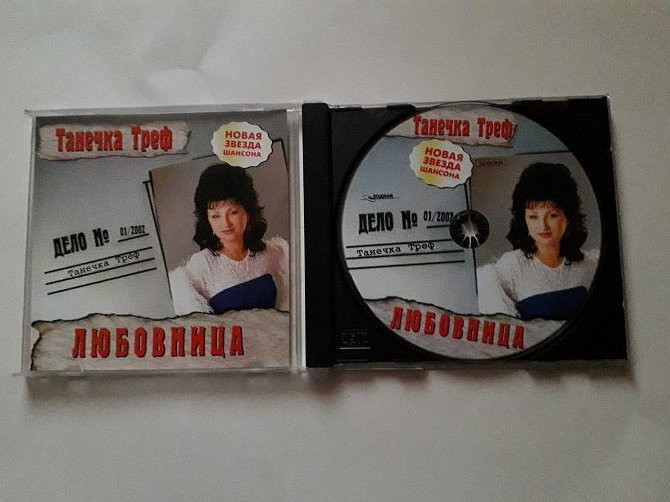 Танечка Треф
НОВАЯ
ЗВЕЗДА
ШАНСОНА
ДЕЛО № 01/2002
Танечка Треф
ЛЮБОВНИЦА
Танечка Треф
НОВАЯ
ЗВЕЗДА
ШАНСОНА
ДЕЛО № 01/2002
Танечка Треф
ЛЮБОВНИЦА